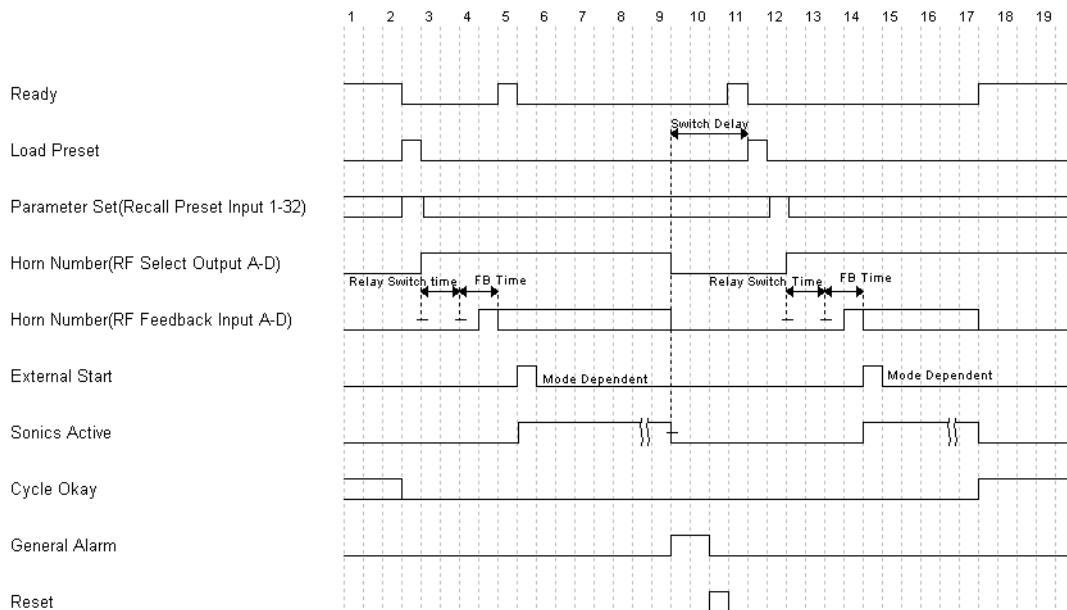 1 2 3 4 5 6 7 8 9 10 11 12 13 14 15 16 17 18 19
Ready
Switch Delay
Load Preset
Parameter Set(Recall Preset Input 1-32)
Horn Number(RF Select Output A-D)
Relay Switch time FB Time Relay Switch Time FB Time
Horn Number(RF Feedback Input A-D)
External Start
Mode Dependent Mode Dependent
Sonics Active
Cycle Okay
General Alarm
Reset